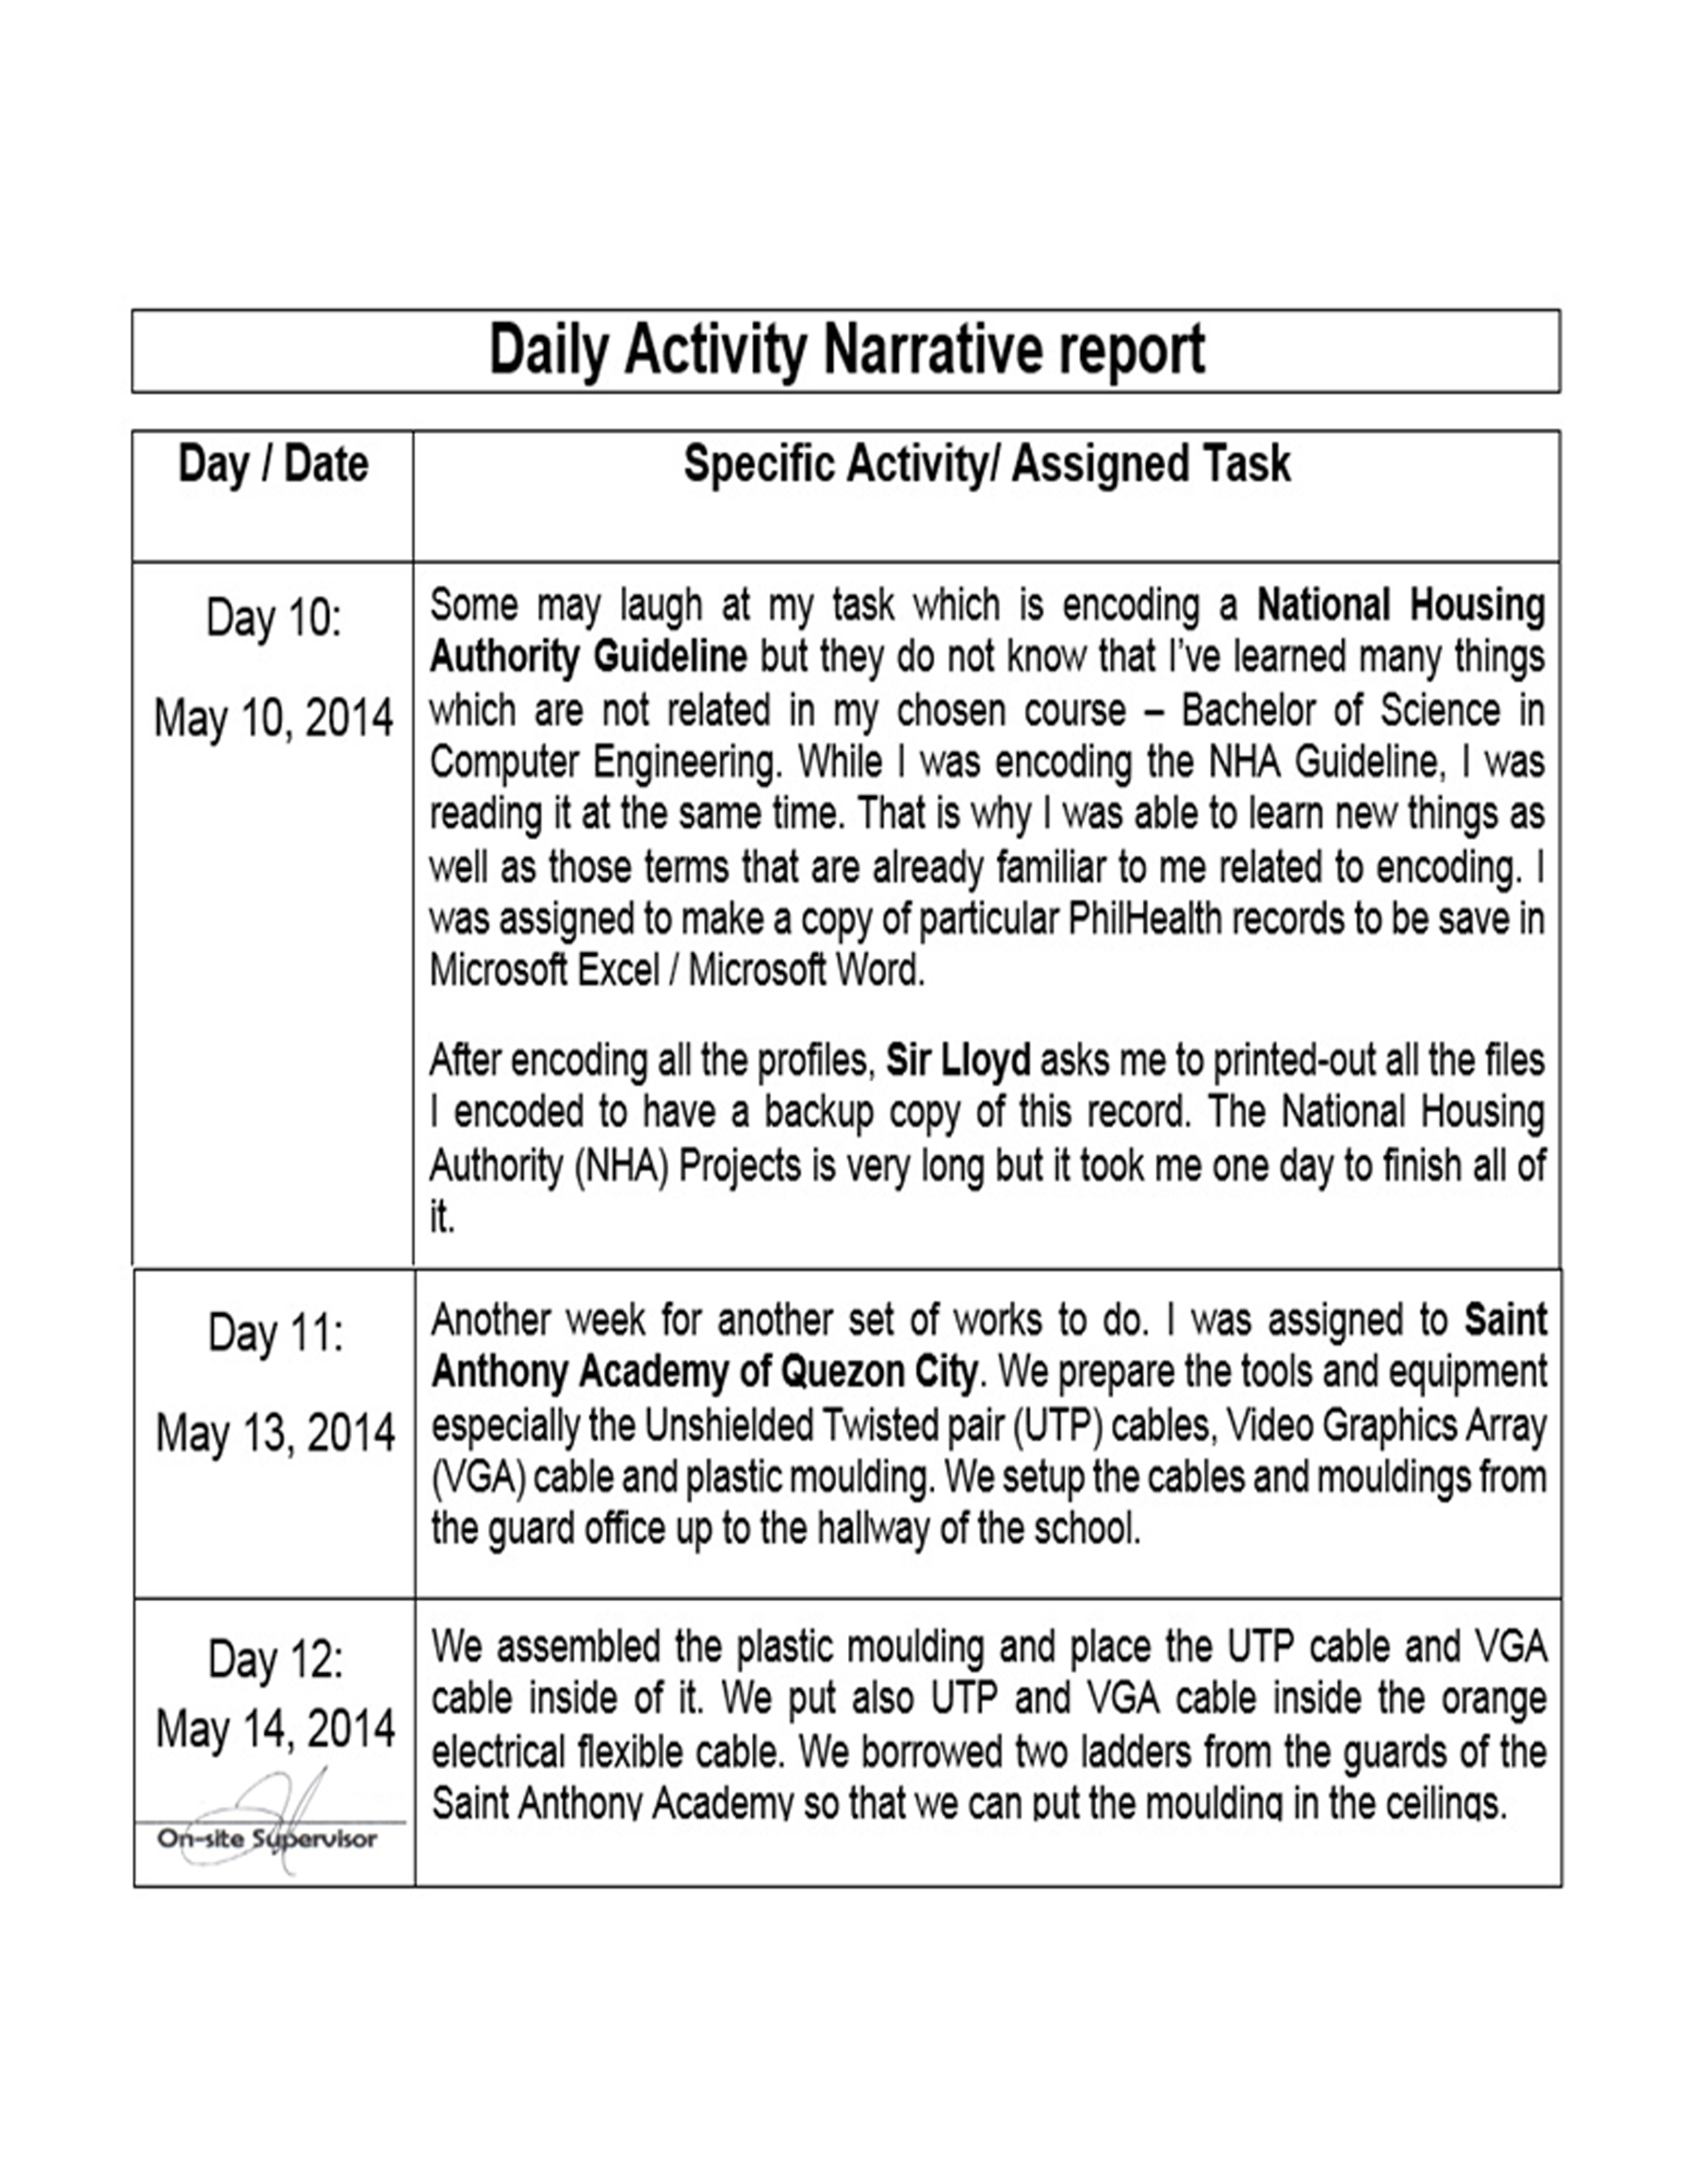 Daily Activity Narrative report
Day / Date
Specific Activity/ Assigned Task
Day 10:
May 10, 2014
Some may laugh at my task which is encoding a National Housing
Authority Guideline but they do not know that I've learned many things
which are not related in my chosen course – Bachelor of Science in
Computer Engineering. While I was encoding the NHA Guideline, I was
reading it at the same time. That is why I was able to learn new things as
well as those terms that are already familiar to me related to encoding. I
was assigned to make a copy of particular PhilHealth records to be save in
Microsoft Excel / Microsoft Word.
After encoding all the profiles, Sir Lloyd asks me to printed-out all the files
I encoded to have a backup copy of this record. The National Housing
Authority (NHA) Projects is very long but it took me one day to finish all of
it.
Day 11:
May 13, 2014
Another week for another set of works to do. I was assigned to Saint
Anthony Academy of Quezon City. We prepare the tools and equipment
especially the Unshielded Twisted pair (UTP) cables, Video Graphics Array
(VGA) cable and plastic moulding. We setup the cables and mouldings from
the guard office up to the hallway of the school.
Day 12:
May 14, 2014
On-site Supervisor
We assembled the plastic moulding and place the UTP cable and VGA
cable inside of it. We put also UTP and VGA cable inside the orange
electrical flexible cable. We borrowed two ladders from the guards of the
Saint Anthony Academy so that we can put the moulding in the ceilings.